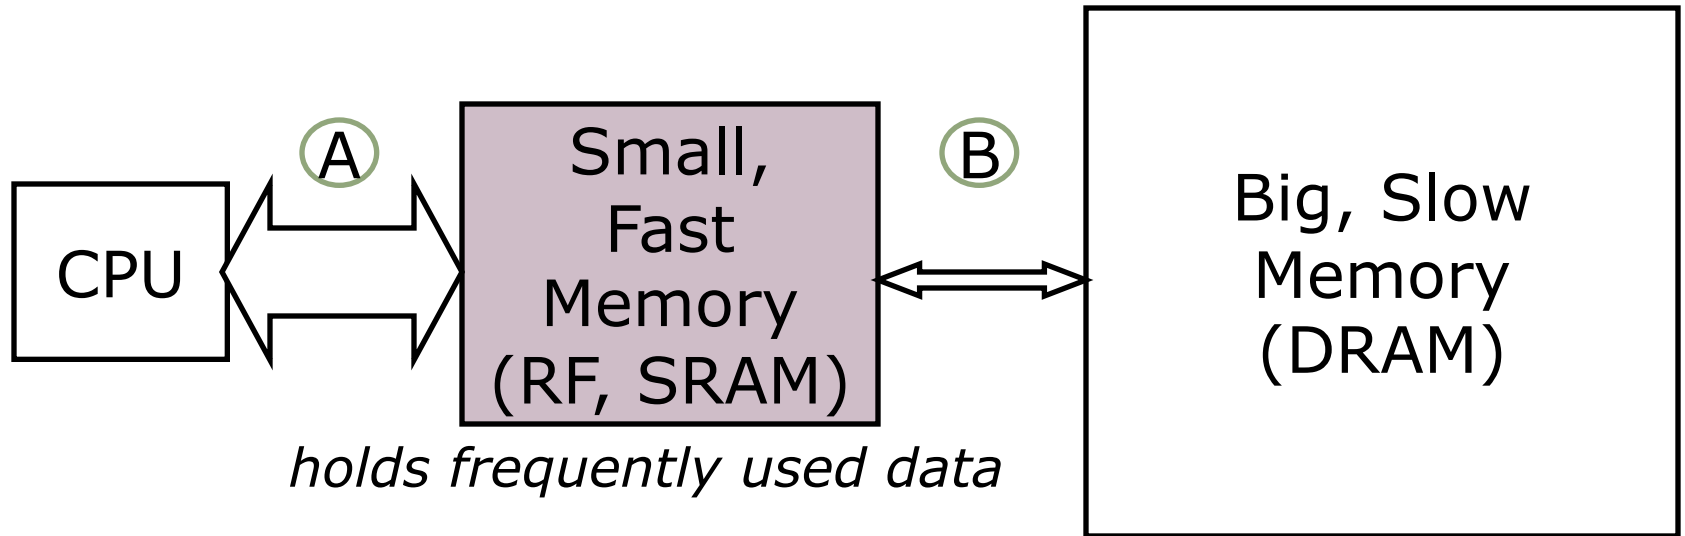 A
B
CPU
Small,
Fast
Memory
(RF, SRAM)
Big, Slow
Memory
(DRAM)
holds frequently used data